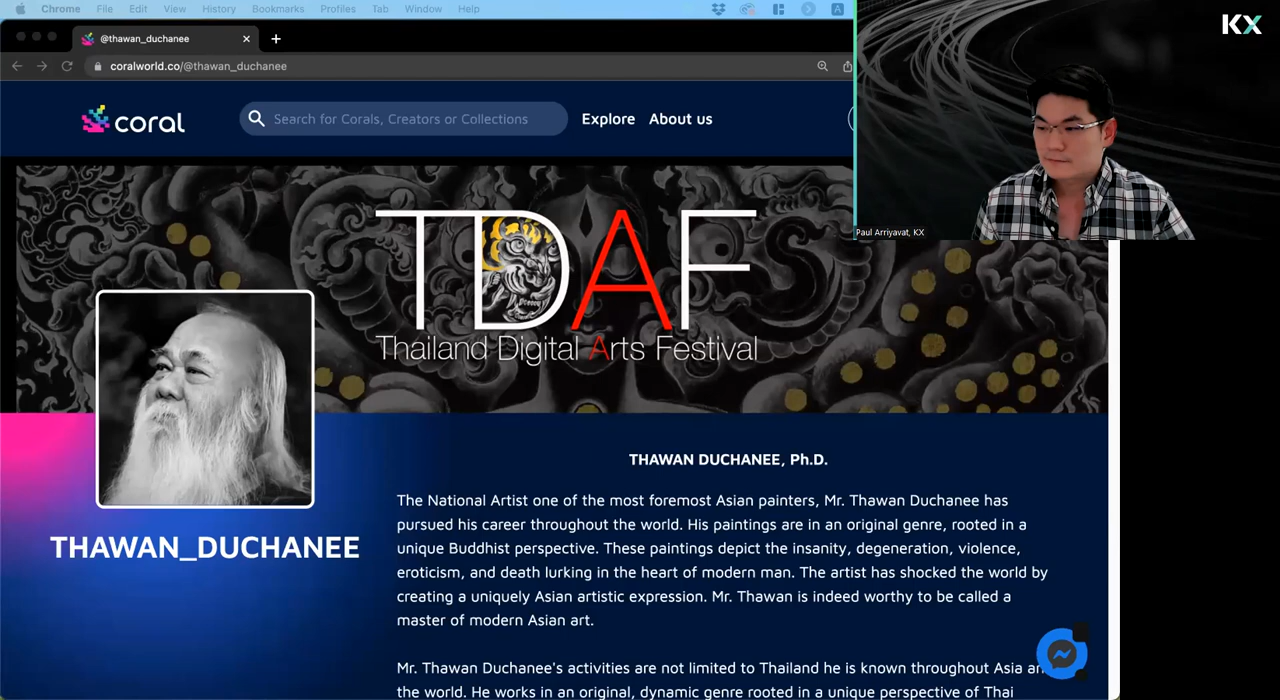 Chrome File Edit View History Bookmarks Profiles Tab Window Help
@thawan_duchanee
coralworld.co/@thawan_duchanee
KX
coral
Search for Corals, Creators or Collections
Explore About us
Paul Arriyavat, KX
TDAF
Thailand Digital Arts Festival
THAWAN_DUCHANEE
THAWAN DUCHANEE, Ph.D.
The National Artist one of the most foremost Asian painters, Mr. Thawan Duchanee has
pursued his career throughout the world. His paintings are in an original genre, rooted in a
unique Buddhist perspective. These paintings depict the insanity, degeneration, violence,
eroticism, and death lurking in the heart of modern man. The artist has shocked the world by
creating a uniquely Asian artistic expression. Mr. Thawan is indeed worthy to be called a
master of modern Asian art.
Mr. Thawan Duchanee's activities are not limited to Thailand he is known throughout Asia an
the world. He works in an original, dynamic genre rooted in a unique perspective of Thai